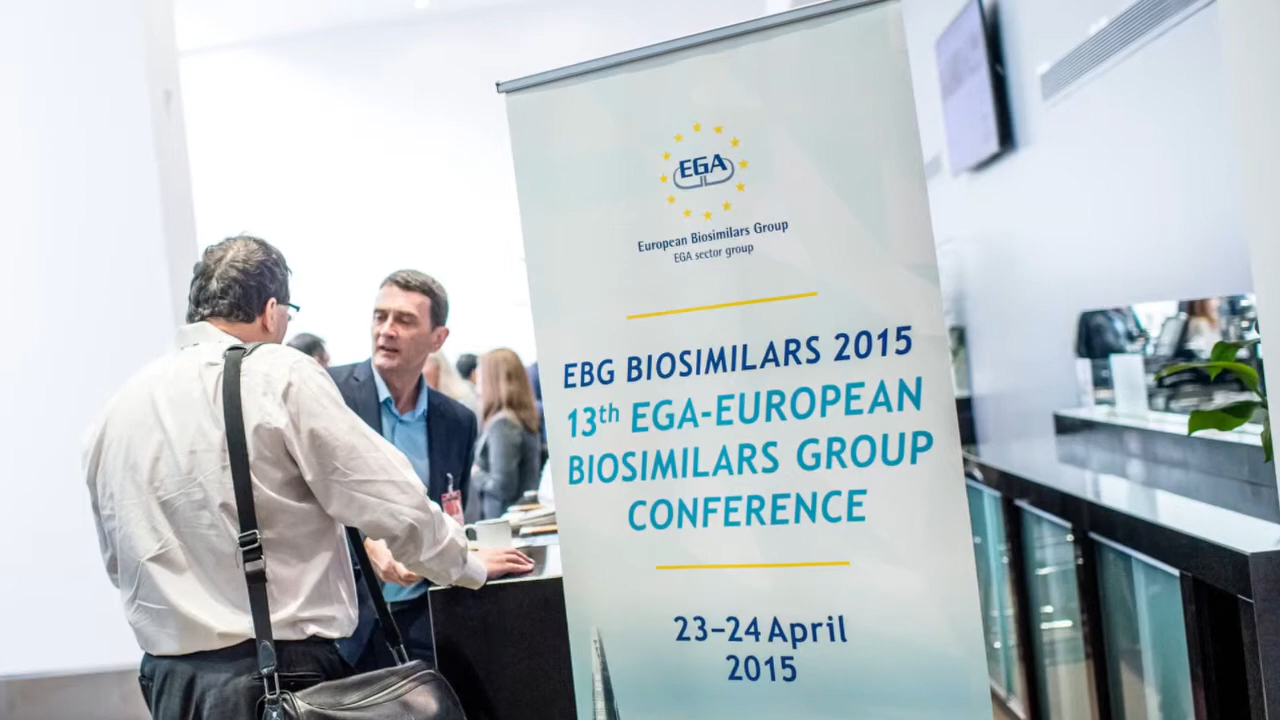 EGA
European Biosimilars Group
EGA sector group
EBG BIOSIMILARS 2015
13th EGA-EUROPEAN
BIOSIMILARS GROUP
CONFERENCE
23–24 April
2015